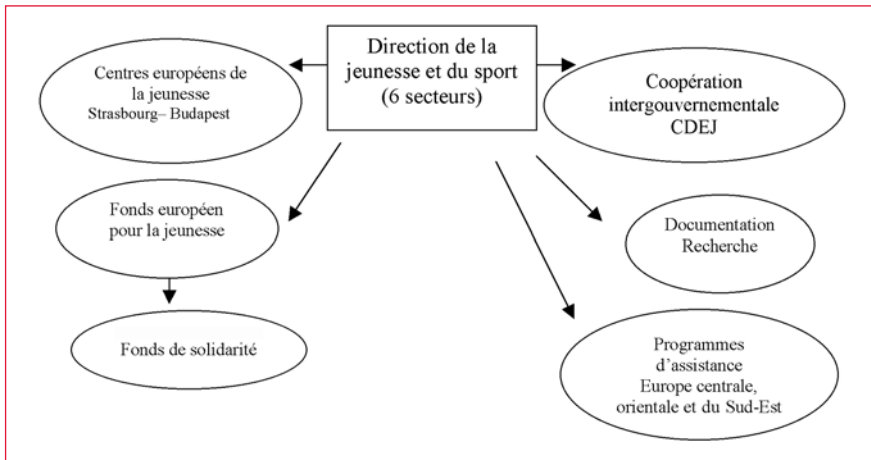 Direction de la
jeunesse et du sport
(6 secteurs)
Centres européens de
la jeunesse
Strasbourg– Budapest
Coopération
intergouvernementale
CDEJ
Fonds européen
pour la jeunesse
Documentation
Recherche
Fonds de solidarité
Programmes
d’assistance
Europe centrale,
orientale et du Sud-Est